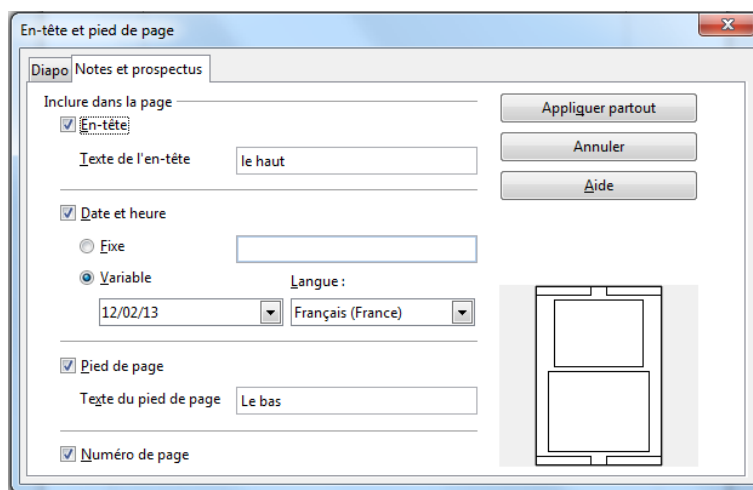 En-tête et pied de page
Diapo Notes et prospectus
Inclure dans la page
En-tête
Texte de l'en-tête le haut
Date et heure
Fixe
Variable Langue :
12/02/13 Français (France)
Pied de page
Texte du pied de page Le bas
Numéro de page
Appliquer partout
Annuler
Aide